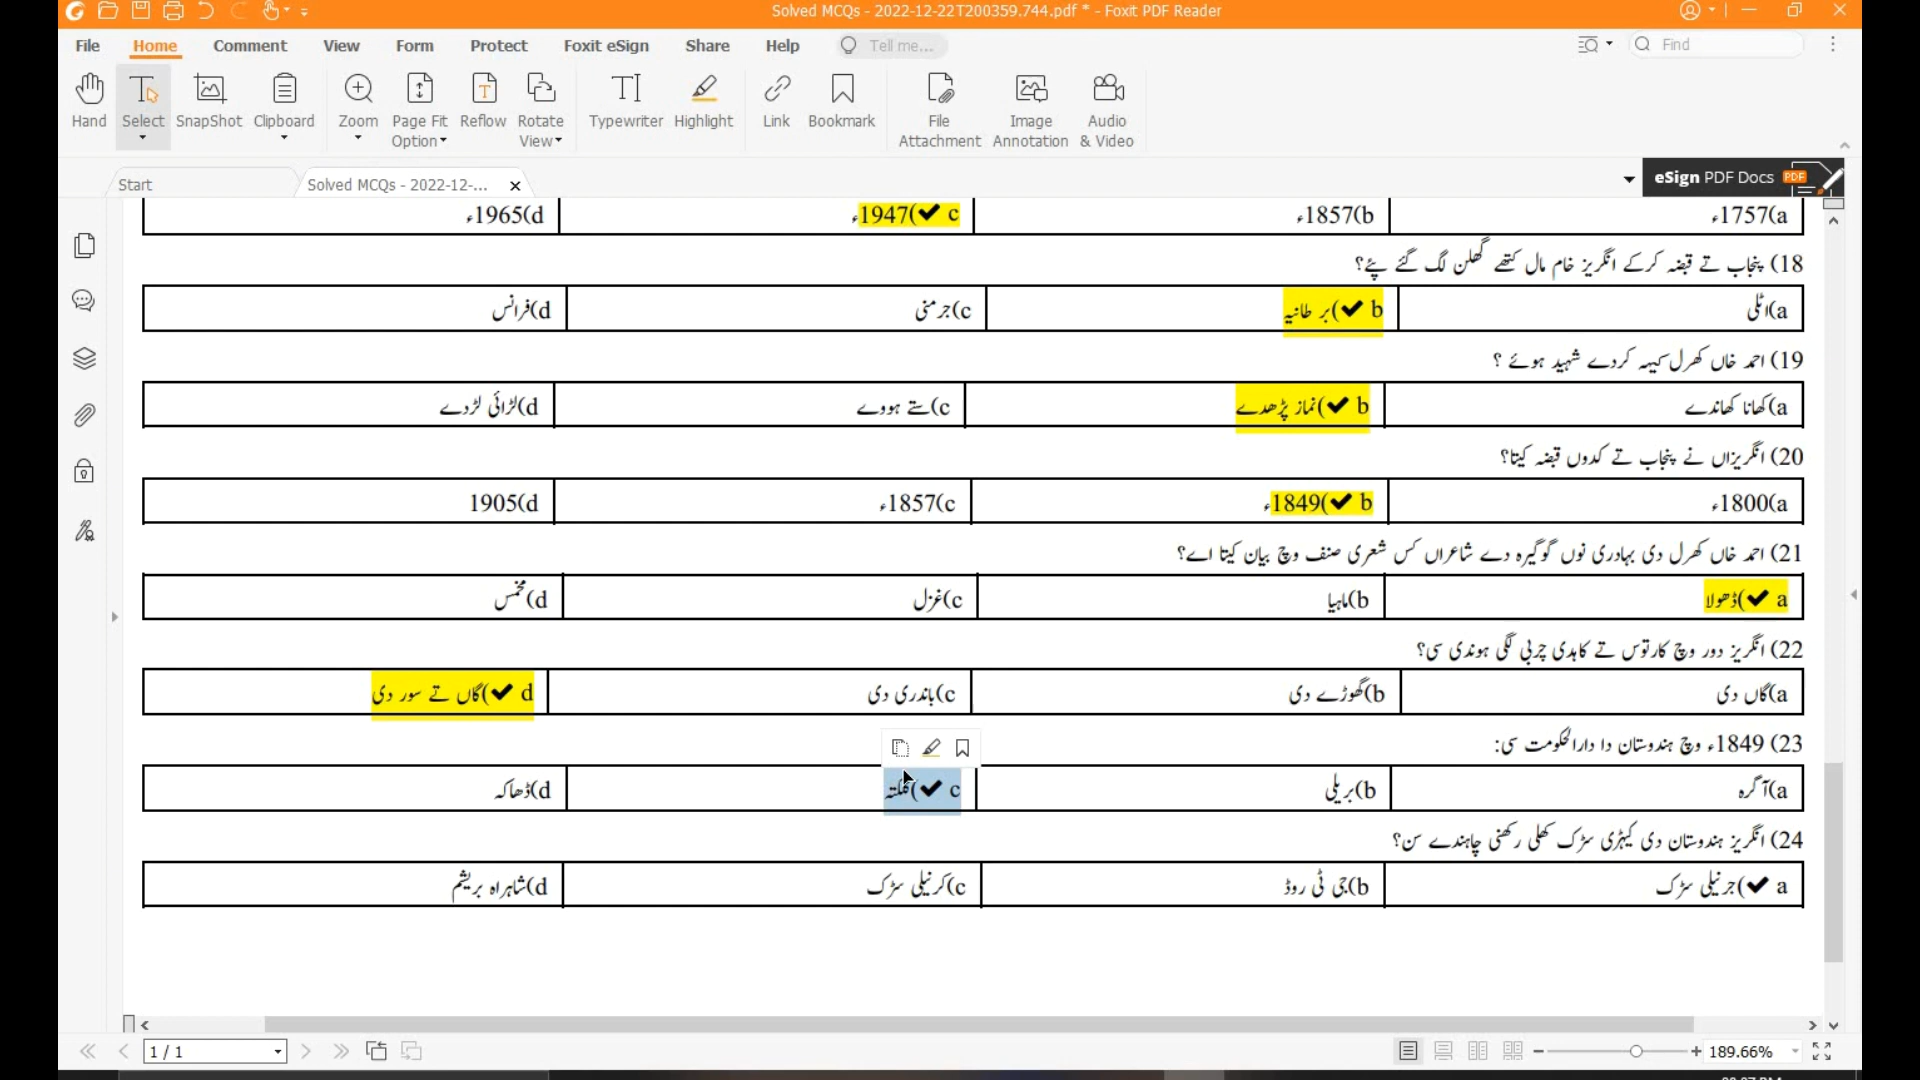 Solved MCQs - 2022-12-22T200359.744.pdf * - Foxit PDF Reader
File Home Comment View Form Protect Foxit eSign Share Help Tell me... Find
Hand Select SnapShot Clipboard Zoom Page Fit Option Reflow Rotate View Typewriter Highlight Link Bookmark File Attachment Image Annotation Audio & Video
Start Solved MCQs - 2022-12-... eSign PDF Docs PDF
a)1757ء b)1857ء c ✔)1947ء d)1965ء
18) پنجاب تے قبضہ کرکے انگریز خام مال کتھے گھلن لگ گئے پئے؟
a)اٹلی b ✔)برطانیہ c)جرمنی d)فرانس
19) احمد خاں کھرل کیہہ کردے شہید ہوئے ؟
a)کھانا کھاندے b ✔)نماز پڑھدے c)ستے ہووے d)لڑائی لڑدے
20) انگریزاں نے پنجاب تے کدوں قبضہ کیتا؟
a)1800ء b ✔)1849ء c)1857ء d)1905
21) احمد خاں کھرل دی بہادری نوں گوگیرہ دے شاعراں کس شعری صنف وچ بیان کیتا اے؟
a ✔)ڈھولا b)ماہیا c)غزل d)مخمس
22) انگریز دور وچ کارتوس تے کاہدی چربی لگی ہوندی سی؟
a)گاں دی b)گھوڑے دی c)باندری دی d ✔)گاں تے سور دی
23) 1849ء وچ ہندوستان دا دارالحکومت سی:
a)آگرہ b)بریلی c ✔)کلکتہ d)ڈھاکہ
24) انگریز ہندوستان دی کیہڑی سڑک کھلی رکھنی چاہندے سن؟
a ✔)جرنیلی سڑک b)جی ٹی روڈ c)کرنیلی سڑک d)شاہراہ بریشم
1 / 1 189.66%